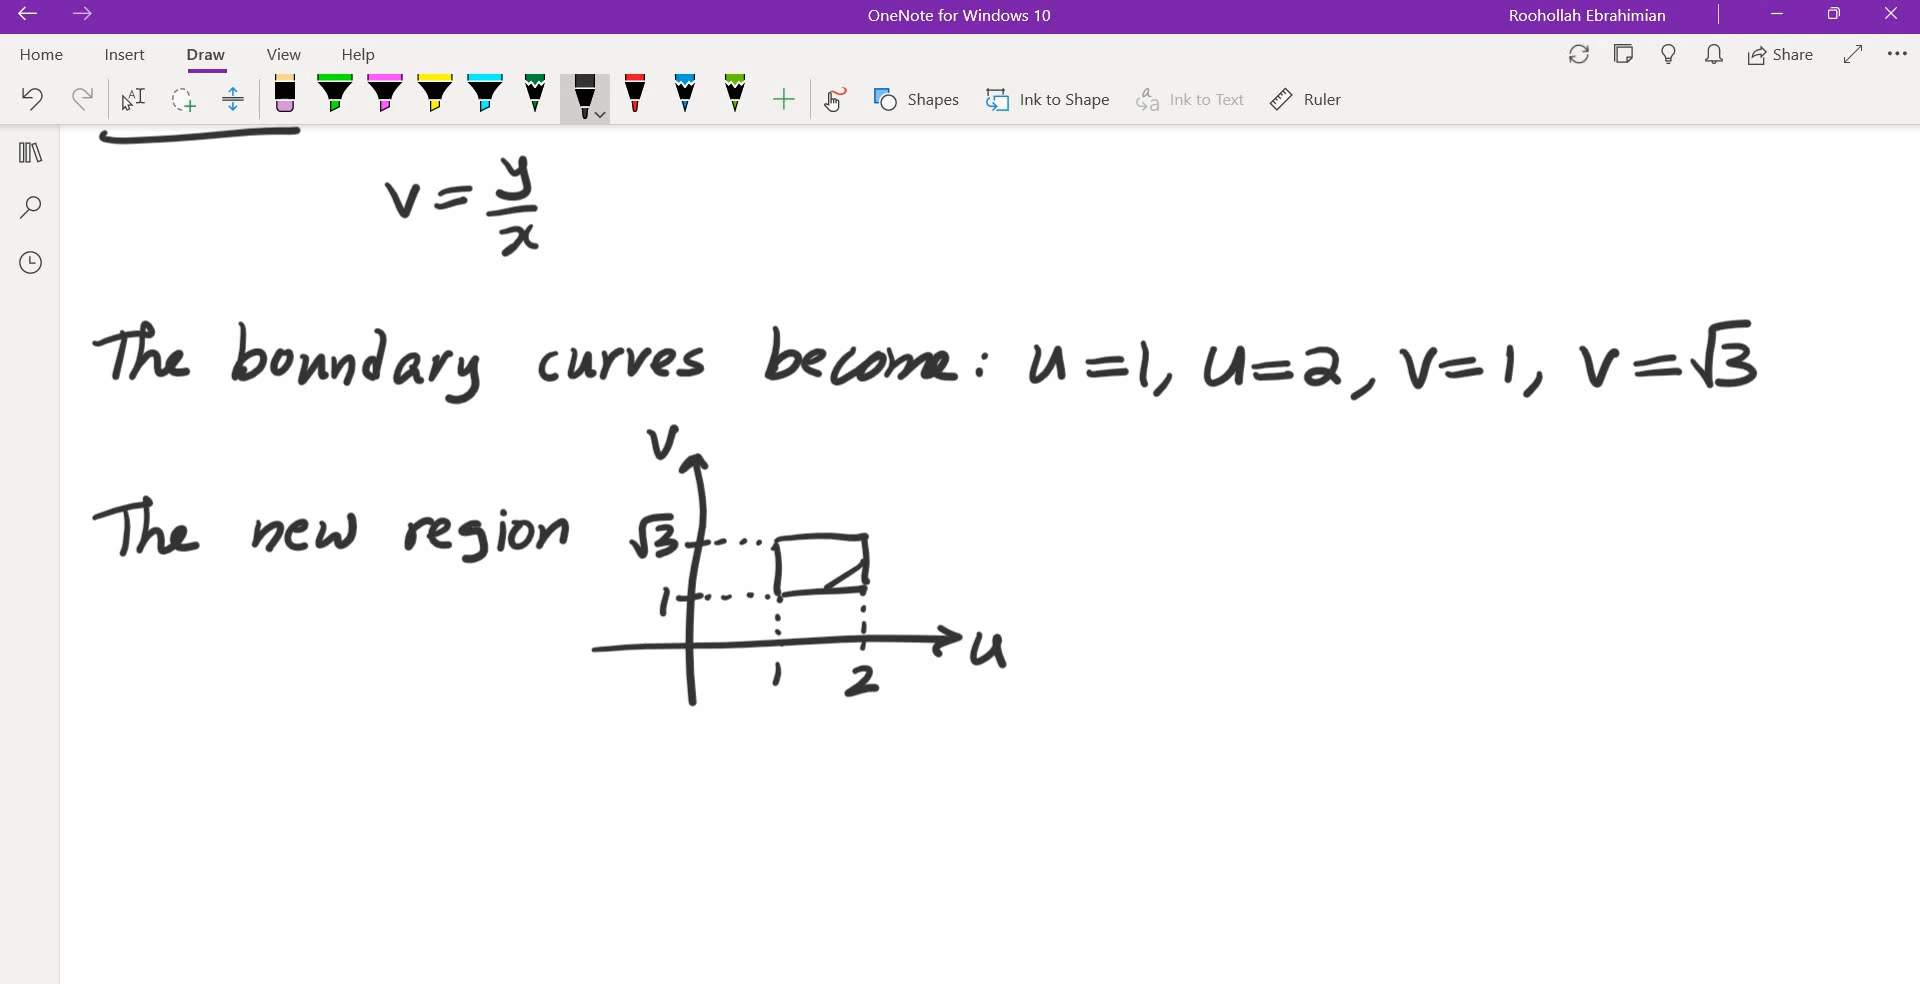 OneNote for Windows 10
Roohollah Ebrahimian
Home Insert Draw View Help
Share
Shapes Ink to Shape Ink to Text Ruler
v = y/x
The boundary curves become: u=1, u=2, v=1, v=√3
v
The new region √3
1
u
1 2